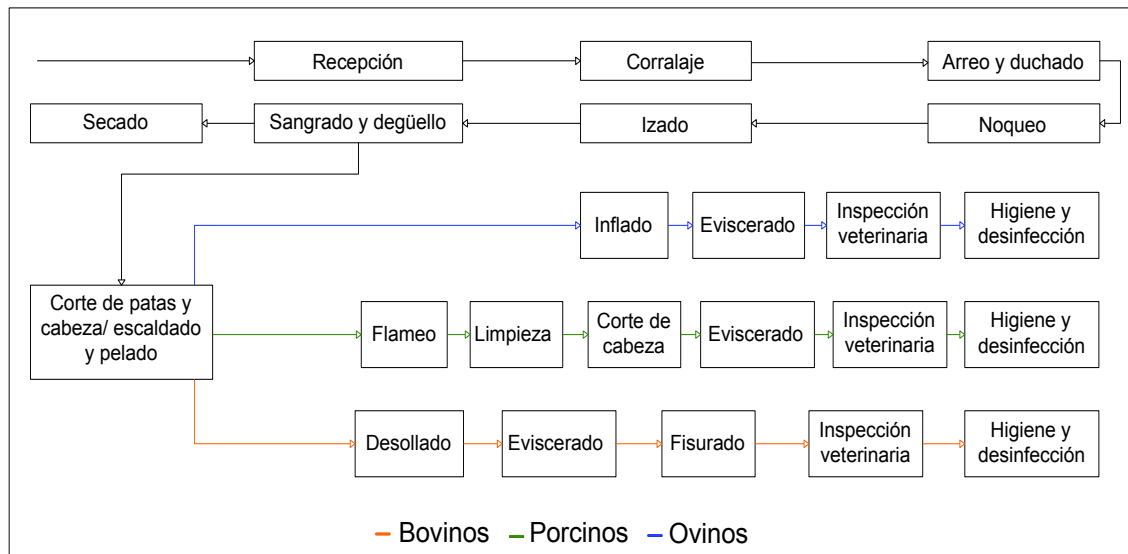 Recepción
Corralaje
Arreo y duchado
Secado
Sangrado y degüello
Izado
Noqueo
Inflado
Eviscerado
Inspección
veterinaria
Higiene y
desinfección
Corte de patas y
cabeza/ escaldado
y pelado
Flameo
Limpieza
Corte de
cabeza
Eviscerado
Inspección
veterinaria
Higiene y
desinfección
Desollado
Eviscerado
Fisurado
Inspección
veterinaria
Higiene y
desinfección
Bovinos
Porcinos
Ovinos